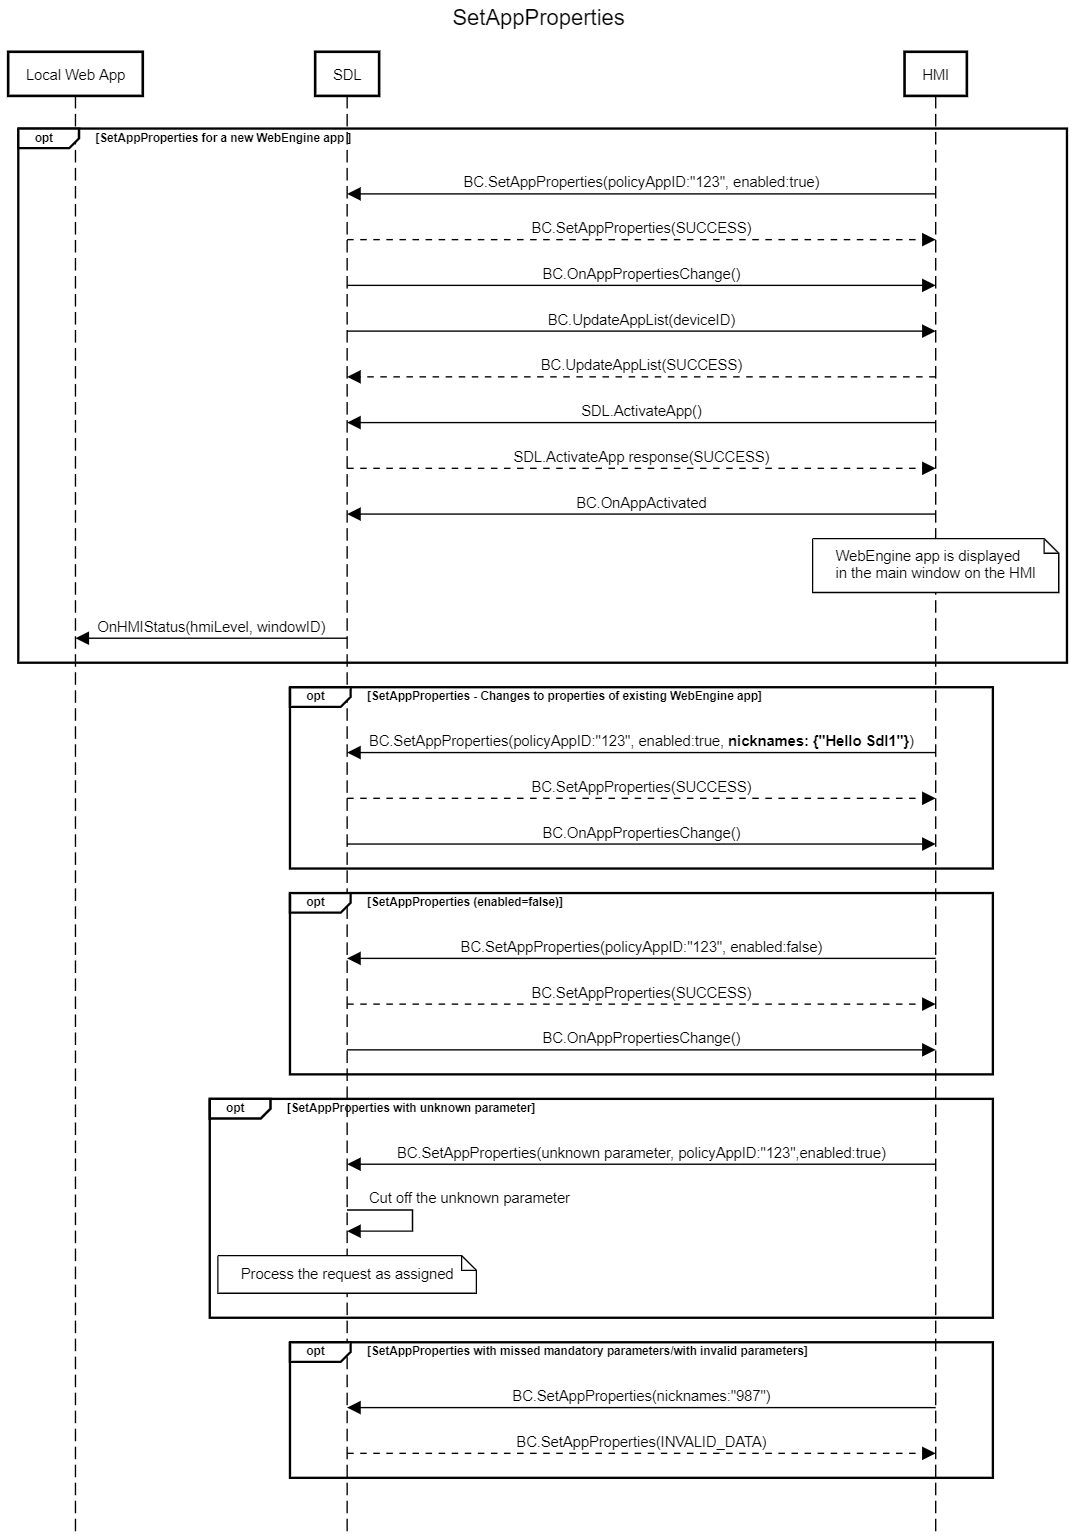 SetAppProperties
Local Web App
SDL
HMI
opt
[SetAppProperties for a new WebEngine app]
BC.SetAppProperties(policyAppID:"123", enabled:true)
BC.SetAppProperties(SUCCESS)
BC.OnAppPropertiesChange()
BC.UpdateAppList(deviceID)
BC.UpdateAppList(SUCCESS)
SDL.ActivateApp()
SDL.ActivateApp response(SUCCESS)
BC.OnAppActivated
WebEngine app is displayed
in the main window on the HMI
OnHMIStatus(hmiLevel, windowID)
opt
[SetAppProperties - Changes to properties of existing WebEngine app]
BC.SetAppProperties(policyAppID:"123", enabled:true, nicknames: {"Hello Sdl1"})
BC.SetAppProperties(SUCCESS)
BC.OnAppPropertiesChange()
opt
[SetAppProperties (enabled=false)]
BC.SetAppProperties(policyAppID:"123", enabled:false)
BC.SetAppProperties(SUCCESS)
BC.OnAppPropertiesChange()
opt
[SetAppProperties with unknown parameter]
BC.SetAppProperties(unknown parameter, policyAppID:"123",enabled:true)
Cut off the unknown parameter
Process the request as assigned
opt
[SetAppProperties with missed mandatory parameters/with invalid parameters]
BC.SetAppProperties(nicknames:"987")
BC.SetAppProperties(INVALID_DATA)